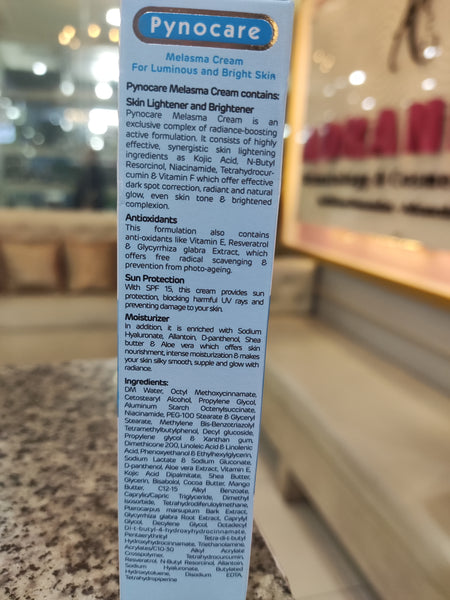 Pynocare
Melasma Cream
For Luminous and Bright Skin
Pynocare Melasma Cream contains:
Skin Lightener and Brightener
Pynocare Melasma Cream is an
exclusive complex of radiance-boosting
active formulation. It consists of highly
effective, synergistic skin lightening
ingredients as Kojic Acid, N-Butyl
Resorcinol, Niacinamide, Tetrahydrocur-
cumin & Vitamin F which offer effective
dark spot correction, radiant and natural
glow, even skin tone & brightened
complexion.
Antioxidants
This formulation also contains
anti-oxidants like Vitamin E, Resveratrol
& Glycyrrhiza glabra Extract, which
offers free radical scavenging &
prevention from photo-ageing.
Sun Protection
With SPF 15, this cream provides sun
protection, blocking harmful UV rays and
preventing damage to your skin.
Moisturizer
In addition, it is enriched with Sodium
Hyaluronate, Allantoin, D-panthenol, Shea
butter & Aloe vera which offers skin
nourishment, intense moisturization & makes
your skin silky smooth, supple and glow with
radiance.
Ingredients:
DM Water, Octyl Methoxycinnamate,
Cetostearyl Alcohol, Propylene Glycol,
Aluminum Starch Octenylsuccinate,
Niacinamide, PEG-100 Stearate & Glyceryl
Stearate, Methylene Bis-Benzotriazolyl
Tetramethylbutylphenol, Decyl glucoside,
Propylene glycol & Xanthan gum,
Dimethicone 200, Linoleic Acid & Linolenic
Acid, Phenoxyethanol & Ethylhexylglycerin,
Sodium Lactate & Sodium Gluconate,
D-panthenol, Aloe vera Extract, Vitamin E,
Kojic Acid Dipalmitate, Shea Butter,
Glycerin, Bisabolol, Cocoa Butter, Mango
Butter, C12-15 Alkyl Benzoate,
Caprylic/Capric Triglyceride, Dimethyl
isosorbide, Tetrahydrodiferuloylmethane,
Pterocarpus marsupium Bark Extract,
Glycyrrhiza glabra Root Extract, Caprylyl
Glycol, Decylene Glycol, Octadecyl
Di-t-butyl-4-hydroxyhydrocinnamate,
Pentaerythrityl Tetra-di-t-butyl
Hydroxyhydrocinnamate, Triethanolamine,
Acrylates/C10-30 Alkyl Acrylate
Crosspolymer, Tetrahydrocurcumin,
Resveratrol, N-Butyl Resorcinol, Allantoin,
Sodium Hyaluronate, Butylated
Hydroxytoluene, Disodium EDTA,
Tetrahydropiperine